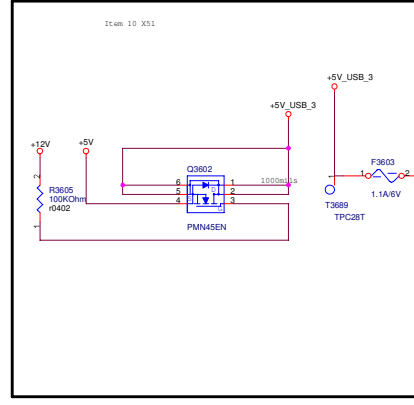 Item 10 X51
+5V_USB_3
+5V_USB_3
+12V
+5V
Q3602
F3603
2
R3605
100KOhm
r0402
1
6
5
4
S
D
G
1
2
3
1000mils
PMN45EN
1
1
2
1.1A/6V
T3689
TPC28T